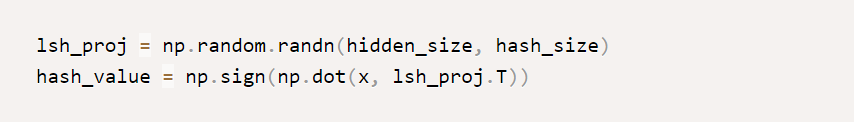 lsh_proj = np.random.randn(hidden_size, hash_size)
hash_value = np.sign(np.dot(x, lsh_proj.T))